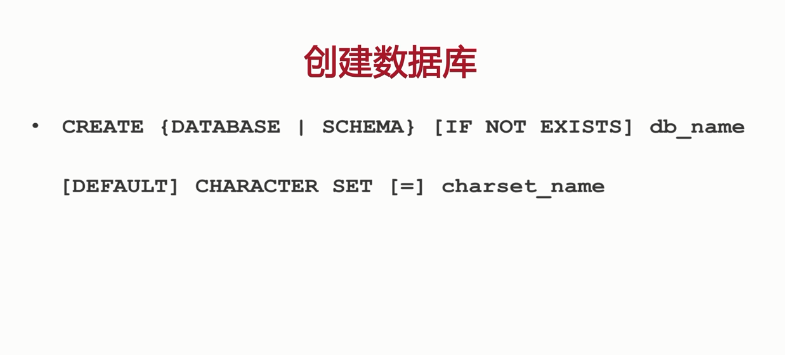 创建数据库
• CREATE {DATABASE | SCHEMA} [IF NOT EXISTS] db_name
[DEFAULT] CHARACTER SET [=] charset_name